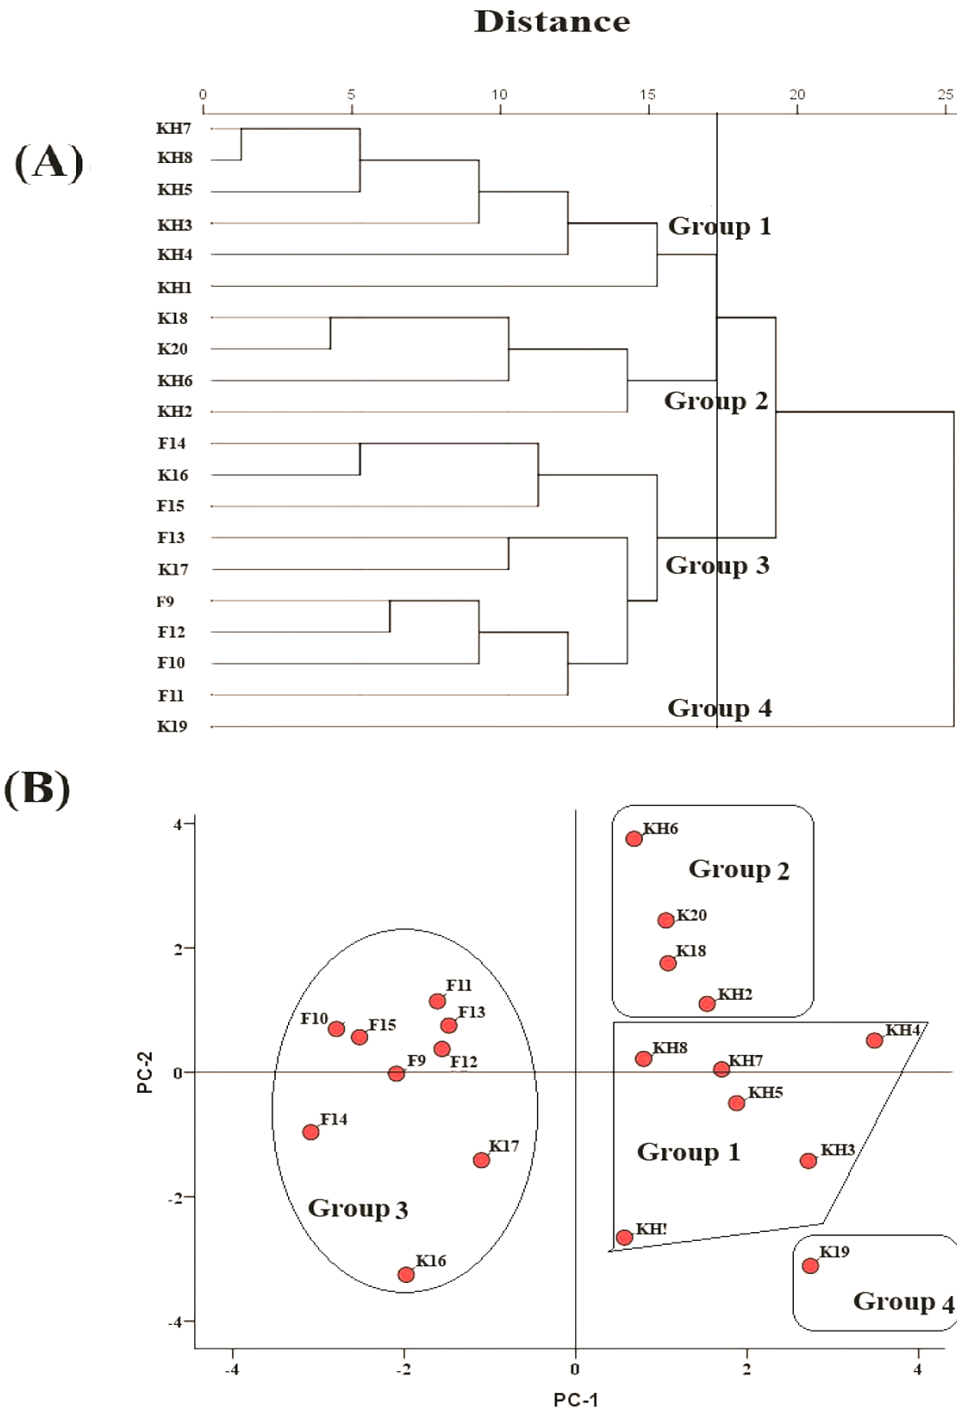 Distance
0 5 10 15 20 25
(A)
KH7
KH8
KH5
KH3
Group 1
KH4
KH1
K18
K20
KH6
Group 2
KH2
F14
K16
F15
F13
Group 3
K17
F9
F12
F10
F11
Group 4
K19
(B)
4
KH6
Group 2
K20
2
K18
F11
KH2
F10 F15 F13
KH4
KH8
F9 F12
KH7
0
PC-2
KH5
F14
K17
Group 1
KH3
-2
Group 3
KH!
K16
K19
Group 4
-4
-4 -2 0 2 4
PC-1